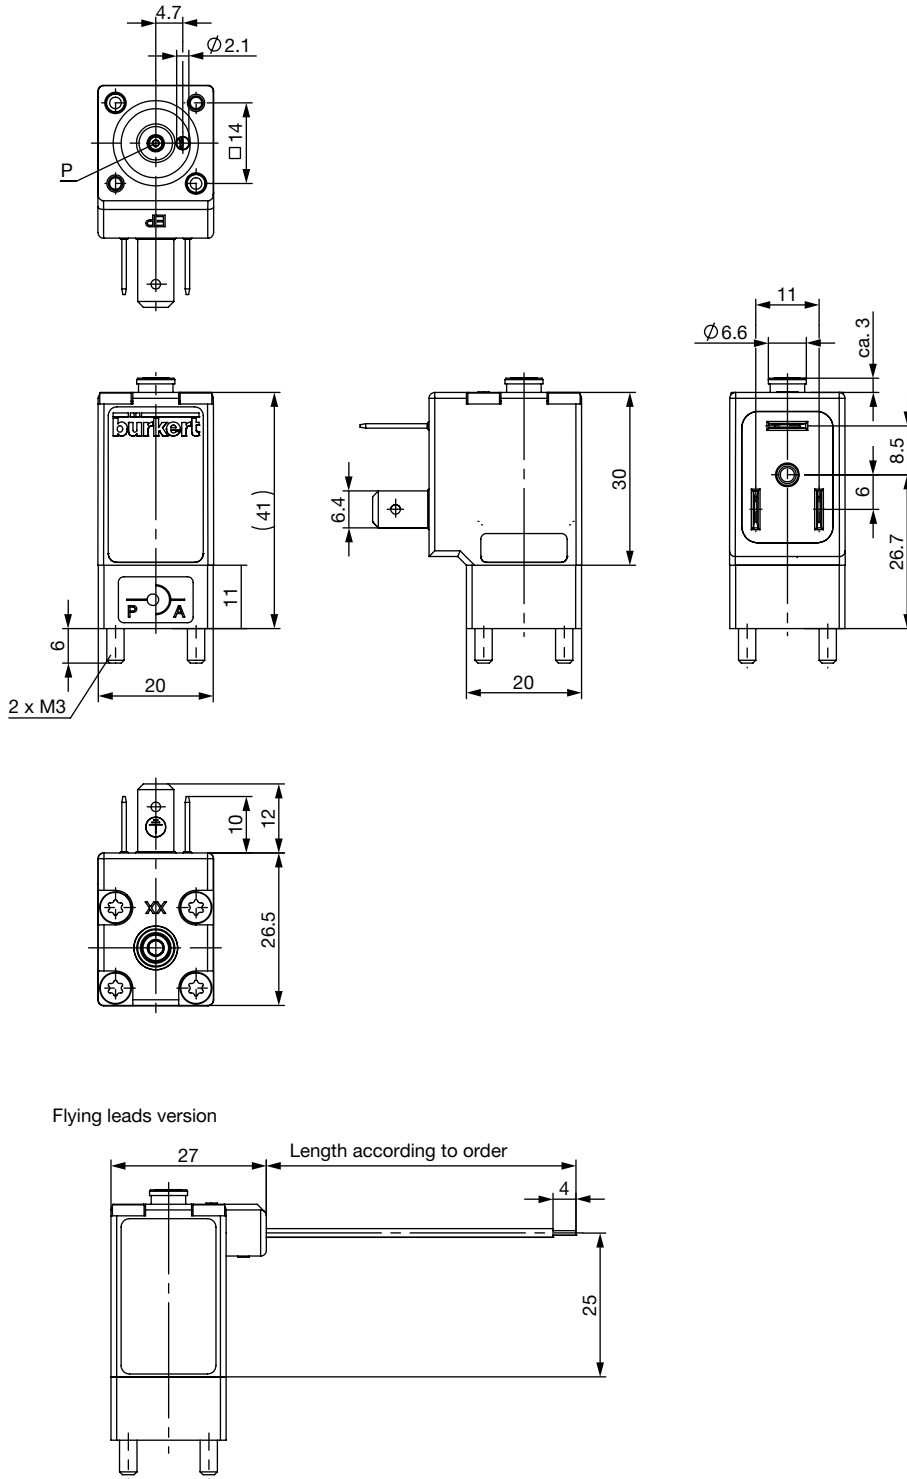 4.7
Ø2.1
□ 14
P
11
Ø6.6
ca. 3
bürkert
(41)
6.4
30
8.5
6
26.7
P A
11
6
20
20
2 x M3
10
12
XX
26.5
Flying leads version
27
Length according to order
4
25